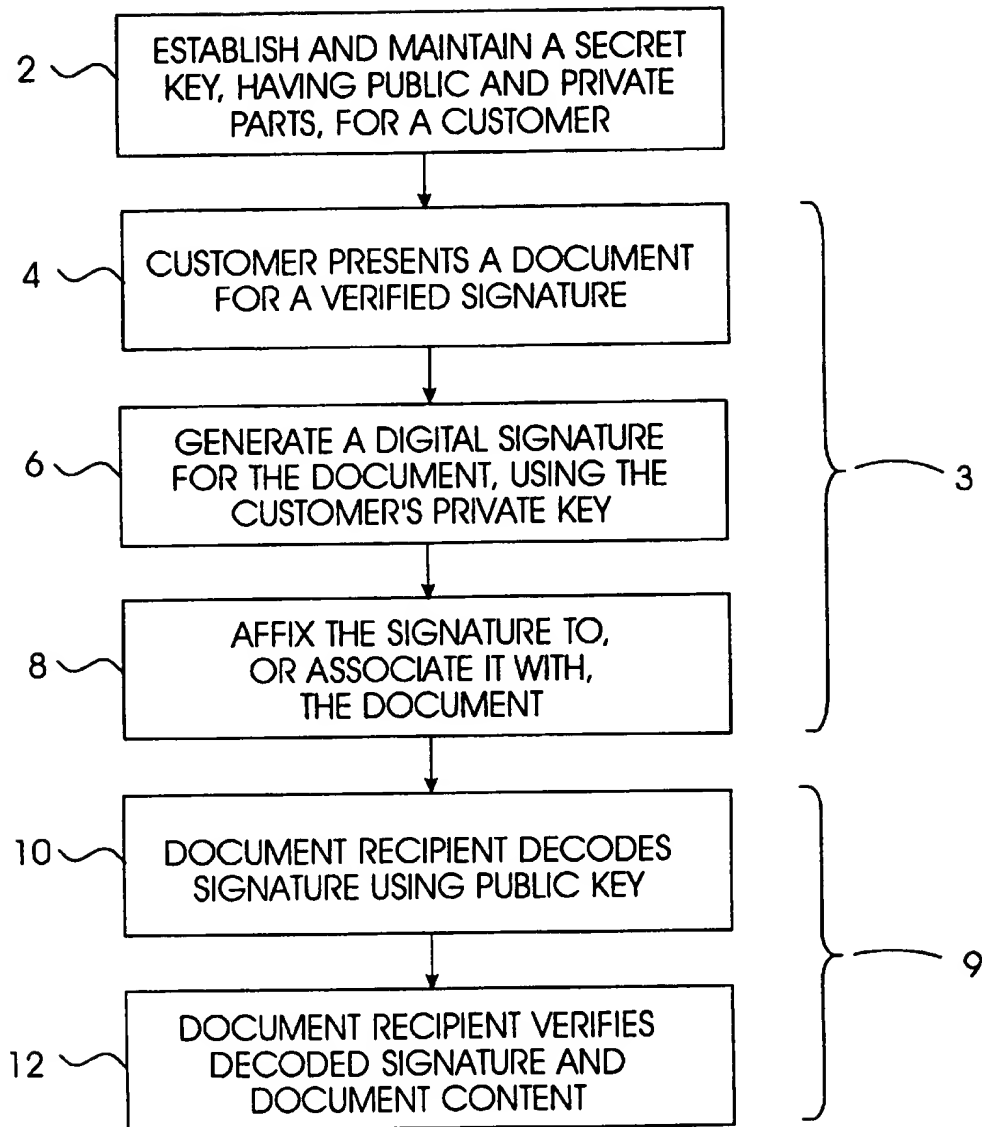 2
ESTABLISH AND MAINTAIN A SECRET
KEY, HAVING PUBLIC AND PRIVATE
PARTS, FOR A CUSTOMER
4
CUSTOMER PRESENTS A DOCUMENT
FOR A VERIFIED SIGNATURE
6
GENERATE A DIGITAL SIGNATURE
FOR THE DOCUMENT, USING THE
CUSTOMER'S PRIVATE KEY
3
8
AFFIX THE SIGNATURE TO,
OR ASSOCIATE IT WITH,
THE DOCUMENT
10
DOCUMENT RECIPIENT DECODES
SIGNATURE USING PUBLIC KEY
9
12
DOCUMENT RECIPIENT VERIFIES
DECODED SIGNATURE AND
DOCUMENT CONTENT